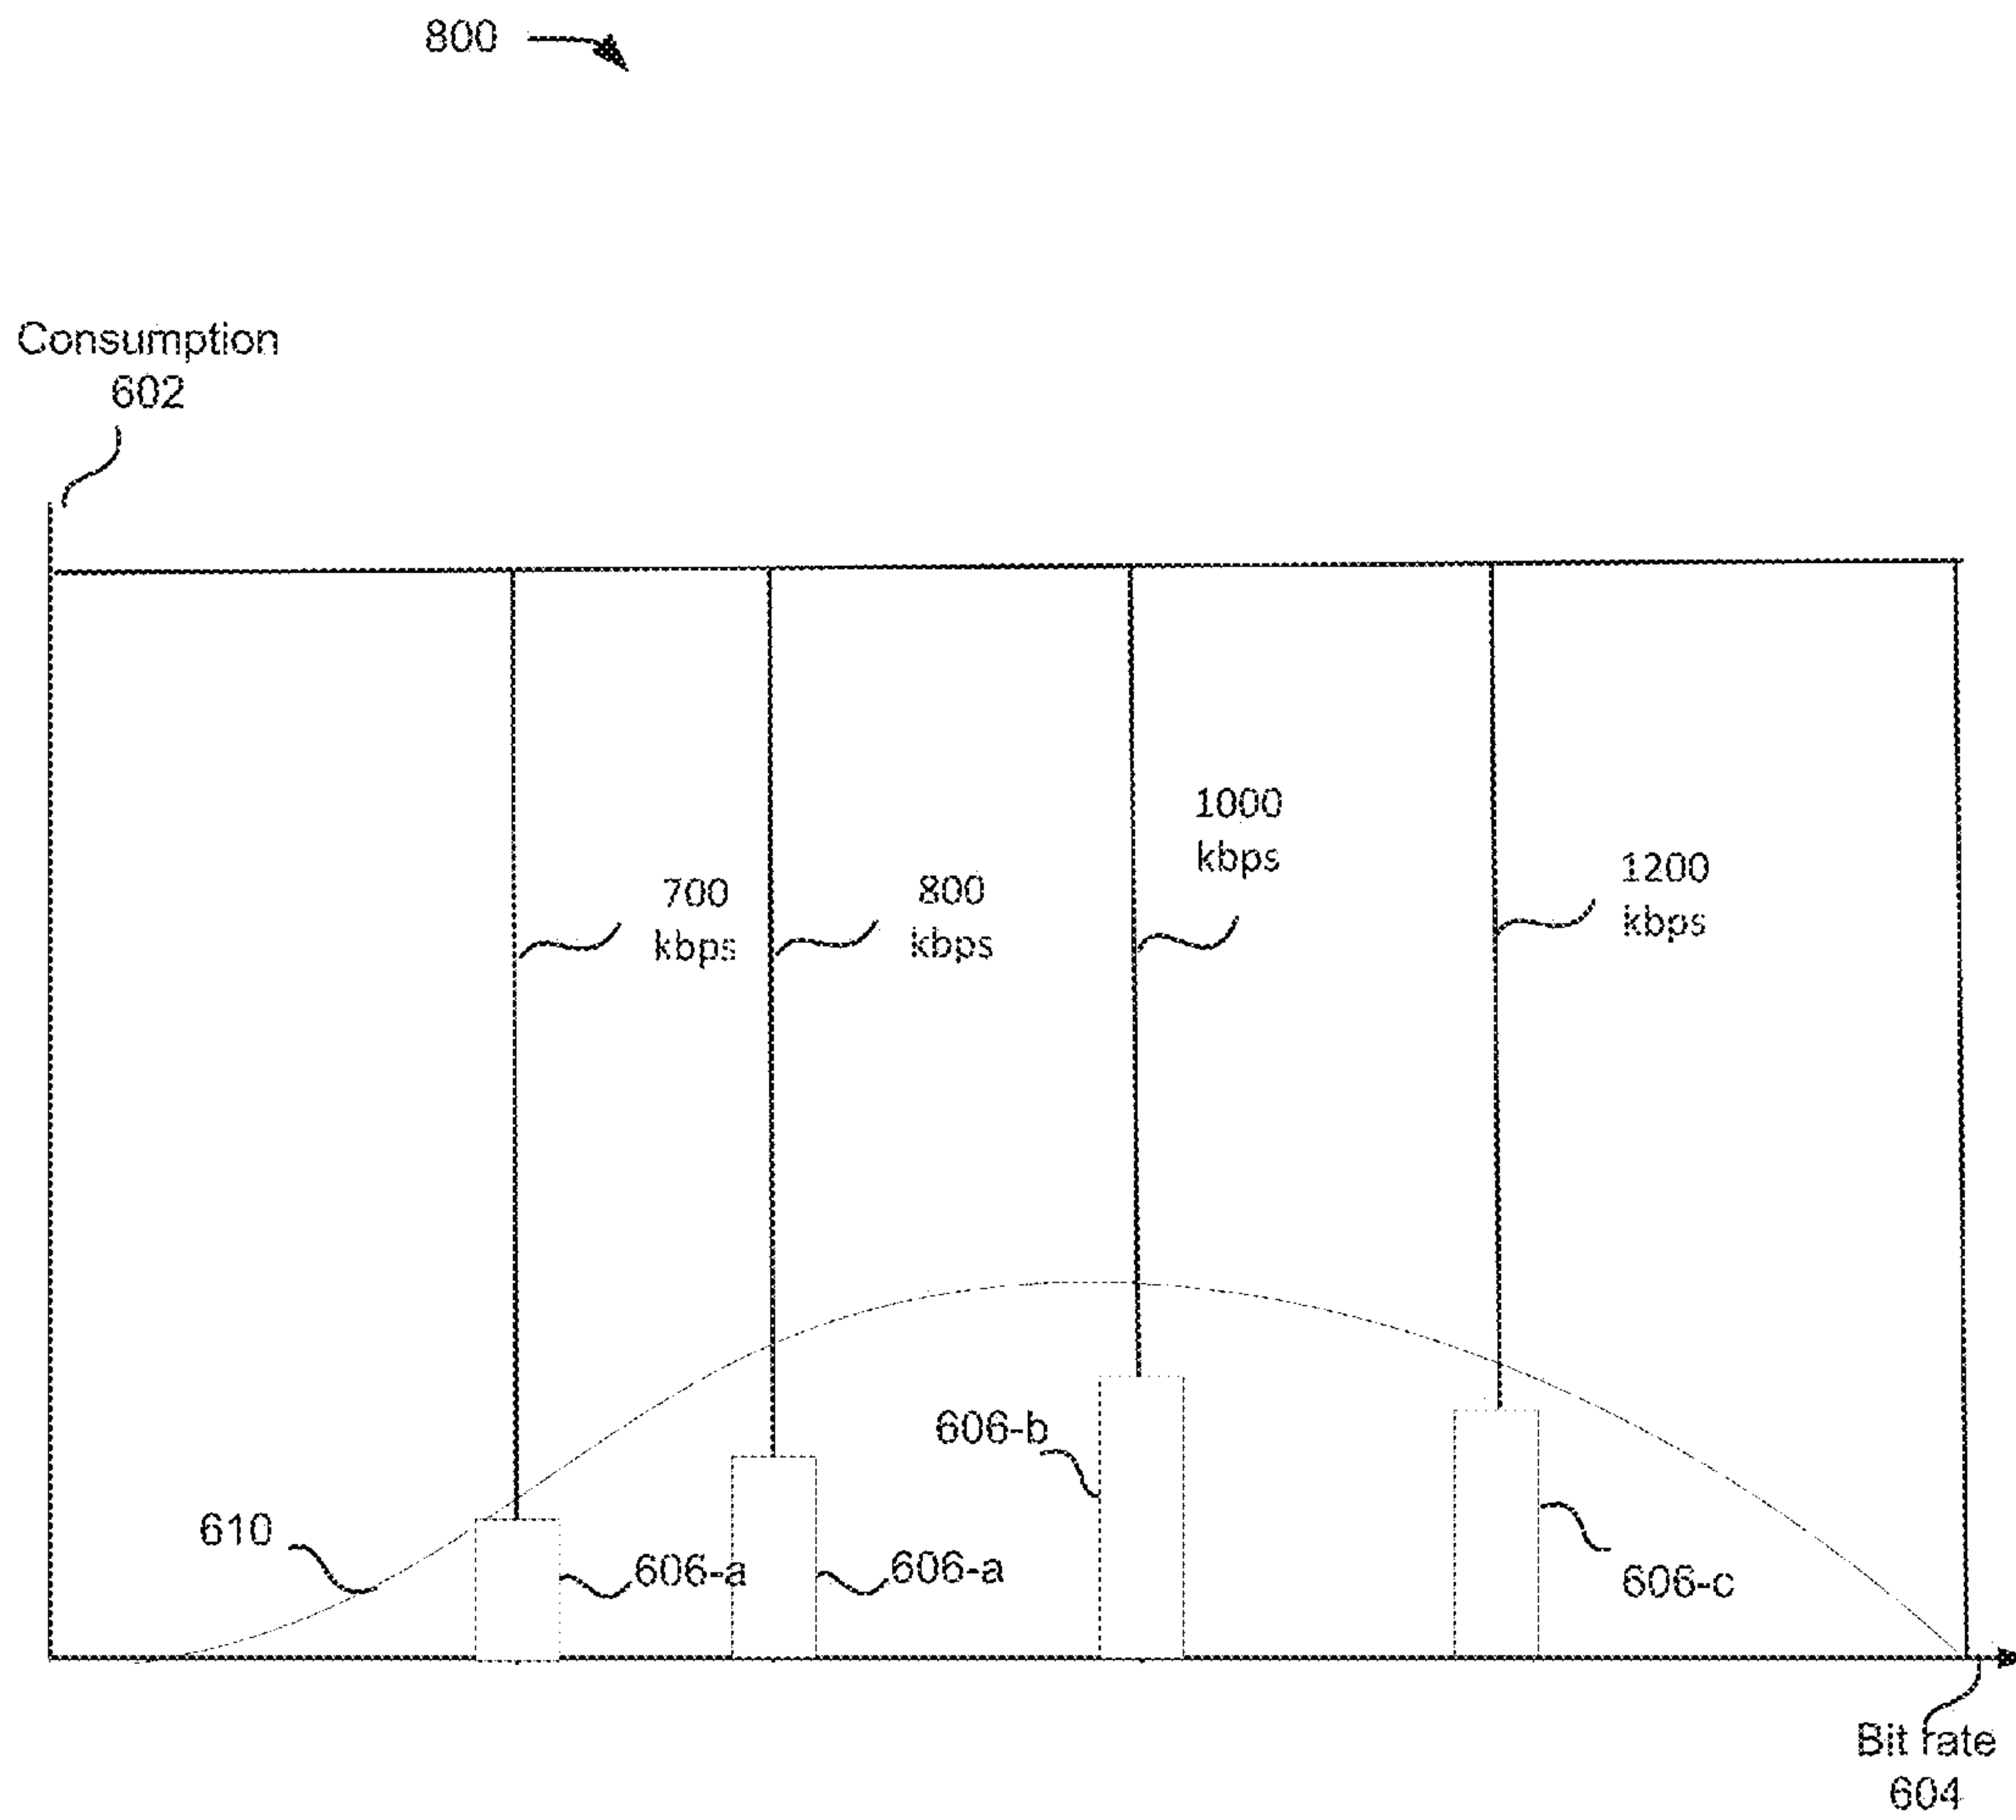 800
Consumption
602
1000
kbps
1200
kbps
700
kbps
800
kbps
606-b
610
606-a
606-a
606-c
Bit rate
604